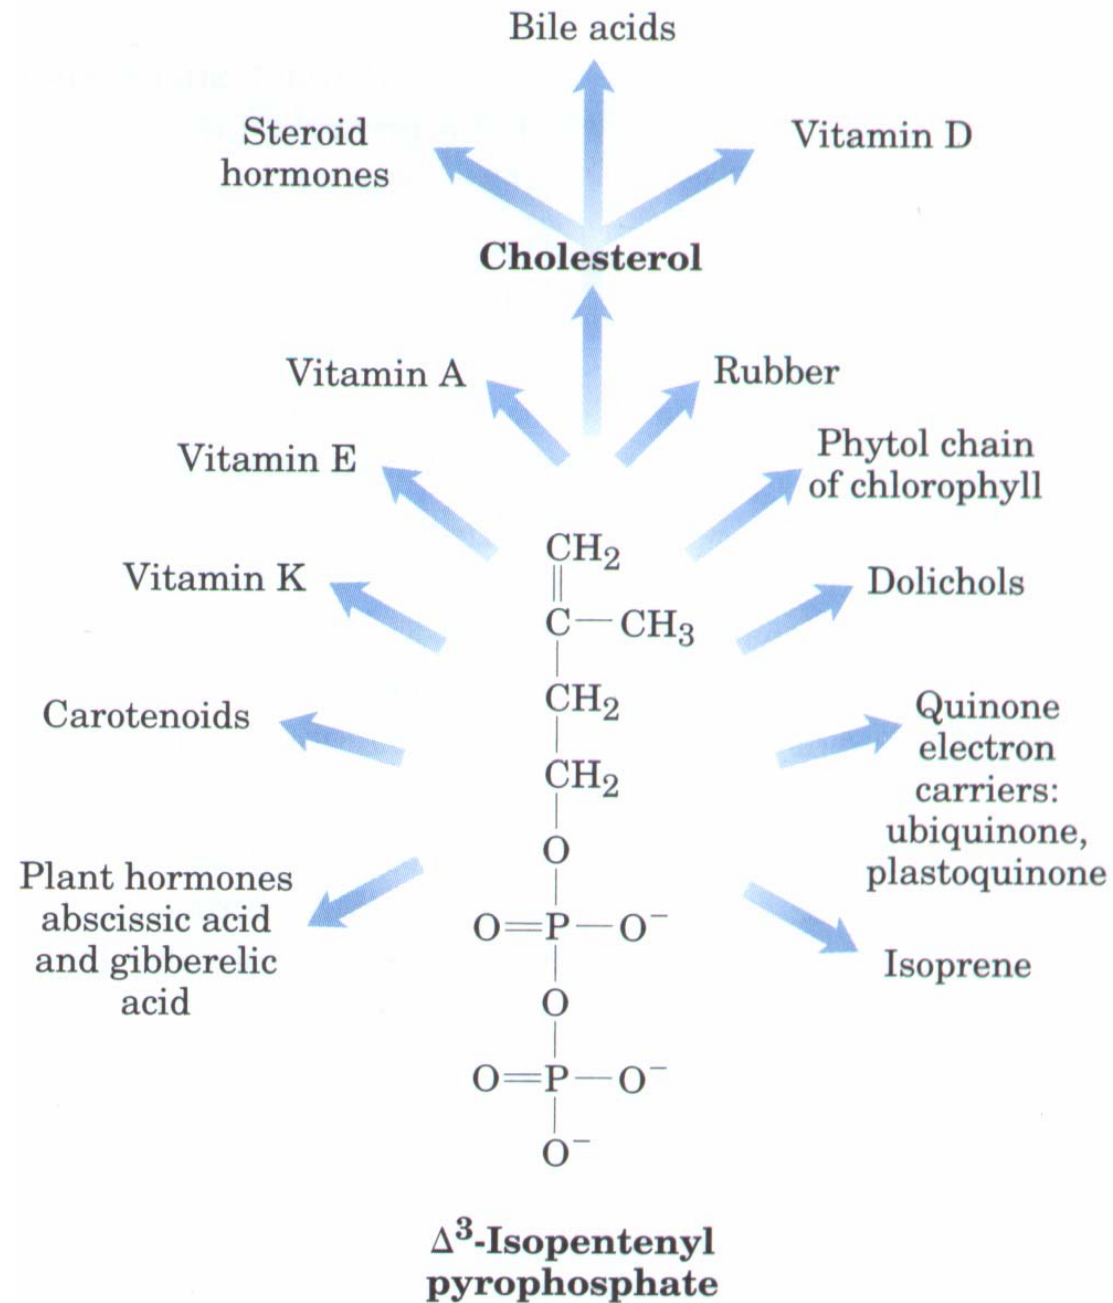 Bile acids
Steroid
hormones
Vitamin D
Cholesterol
Vitamin A
Rubber
Vitamin E
Phytol chain
of chlorophyll
Vitamin K
Dolichols
Carotenoids
Quinone
electron
carriers:
ubiquinone,
plastoquinone
Plant hormones
abscissic acid
and gibberelic
acid
Isoprene
CH₂
C—CH₃
CH₂
CH₂
O
O=P—O⁻
O
O=P—O⁻
O⁻
Δ³-Isopentenyl
pyrophosphate